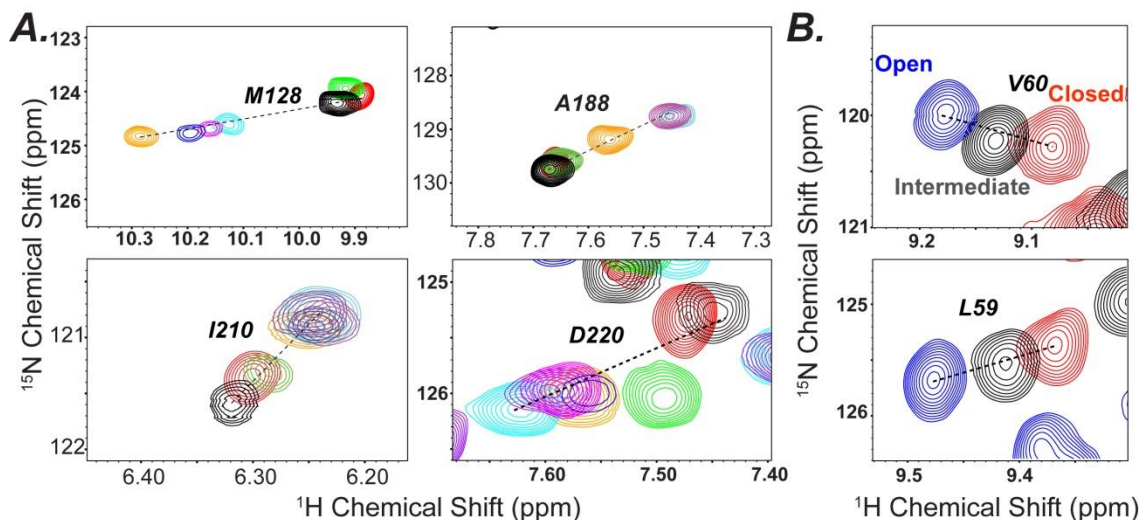 A.
B.
123
124
125
126
M128
10.3 10.2 10.1 10.0 9.9
128
129
130
A188
7.8 7.7 7.6 7.5 7.4 7.3
120
121
Open
V60
Closed
Intermediate
9.2 9.1
121
122
I210
6.40 6.30 6.20
125
126
D220
7.60 7.50 7.40
125
126
L59
9.5 9.4
15N Chemical Shift (ppm)
15N Chemical Shift (ppm)
1H Chemical Shift (ppm)
1H Chemical Shift (ppm)